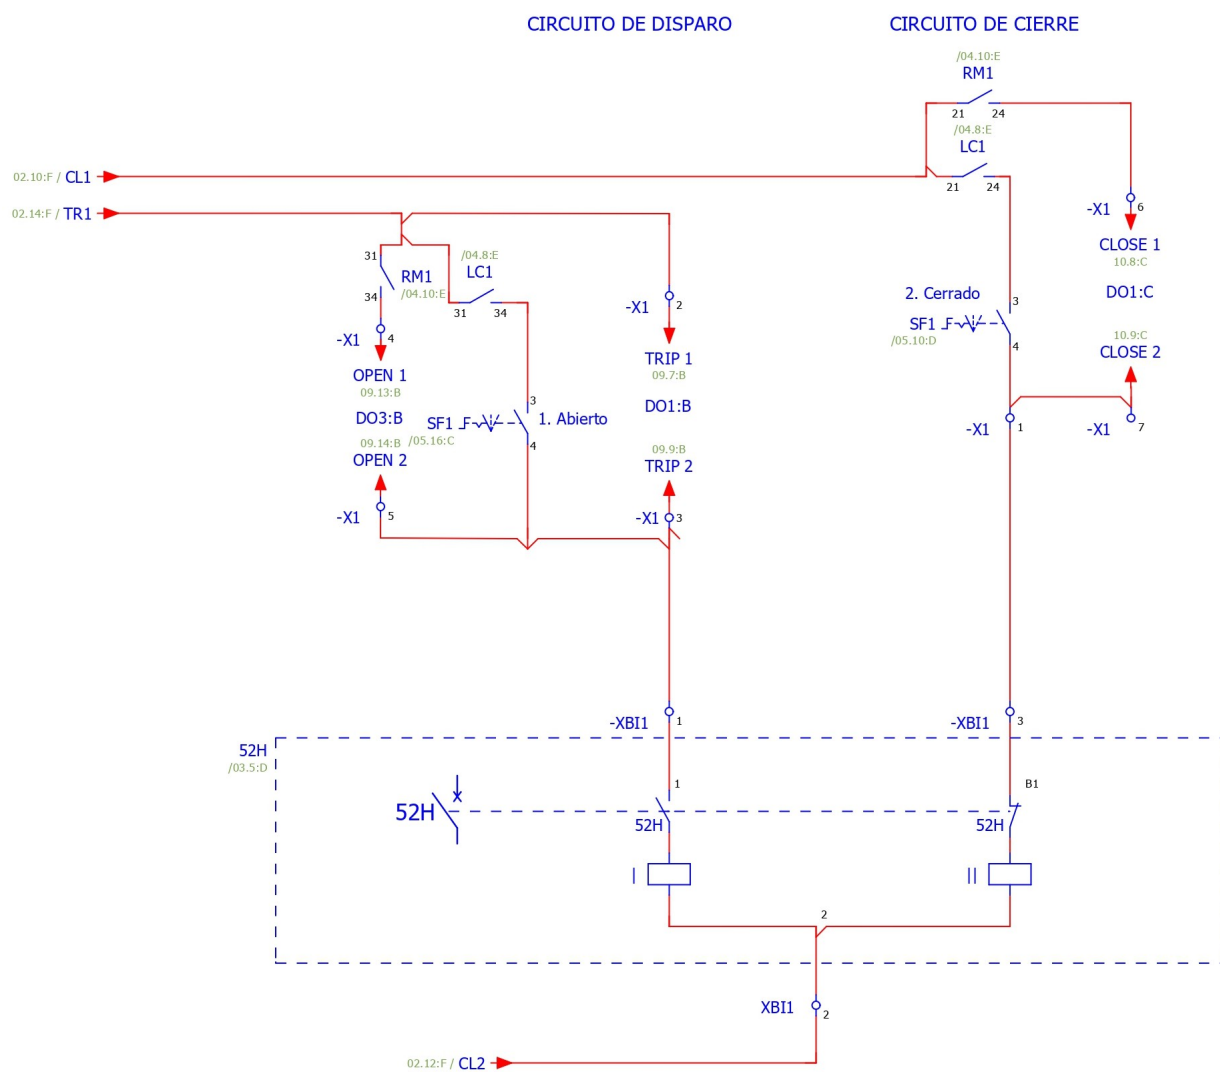 CIRCUITO DE DISPARO
CIRCUITO DE CIERRE
/04.10:E
RM1
21 24
/04.8:E
LC1
02.10:F / CL1
21 24
02.14:F / TR1
-X1 6
CLOSE 1
10.8:C
DO1:C
10.9:C
CLOSE 2
-X1 7
31
RM1
/04.10:E
34
/04.8:E
LC1
31 34
-X1 4
OPEN 1
09.13:B
DO3:B
09.14:B
OPEN 2
-X1 5
3
SF1 1. Abierto
/05.16:C
4
-X1 2
TRIP 1
09.7:B
DO1:B
09.9:B
TRIP 2
-X1 3
2. Cerrado 3
SF1
/05.10:D
4
-X1 1
-XBI1 1
-XBI1 3
52H
/03.5:D
1
B1
52H
52H
52H
I
II
2
XBI1 2
02.12:F / CL2